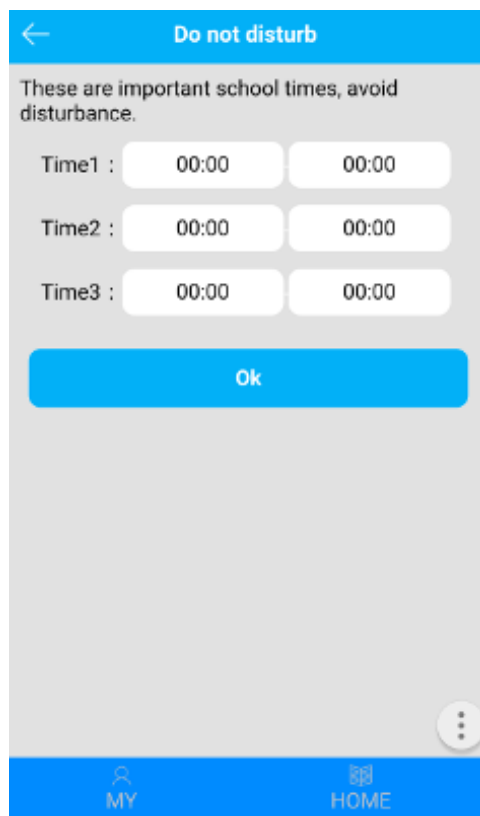 Do not disturb
These are important school times, avoid
disturbance.
Time1 : 00:00 00:00
Time2 : 00:00 00:00
Time3 : 00:00 00:00
Ok
MY HOME